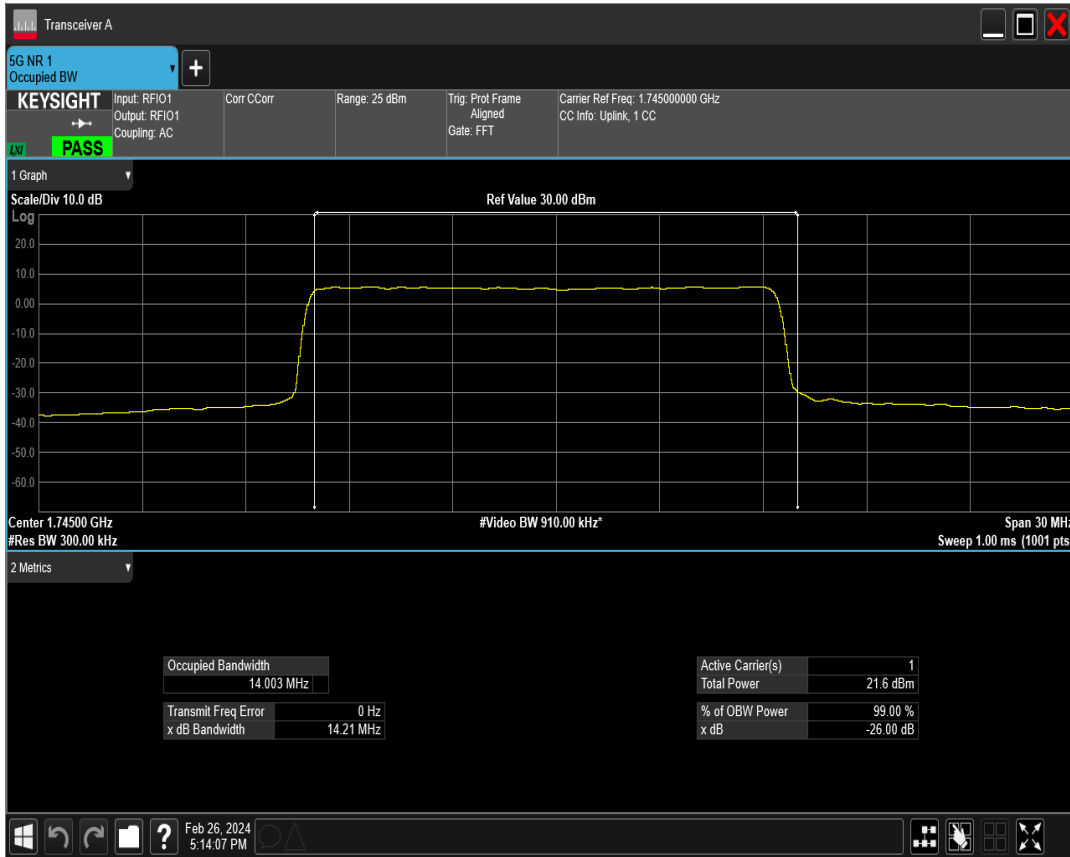 Transceiver A
5G NR 1
Occupied BW
+
KEYSIGHT
LXI
PASS
Input: RFIO1
Output: RFIO1
Coupling: AC
Corr CCorr
Range: 25 dBm
Trig: Prot Frame
Aligned
Gate: FFT
Carrier Ref Freq: 1.745000000 GHz
CC Info: Uplink, 1 CC
1 Graph
Scale/Div 10.0 dB
Ref Value 30.00 dBm
Log
20.0
10.0
0.00
-10.0
-20.0
-30.0
-40.0
-50.0
-60.0
Center 1.74500 GHz
#Video BW 910.00 kHz*
Span 30 MHz
#Res BW 300.00 kHz
Sweep 1.00 ms (1001 pts
2 Metrics
Occupied Bandwidth
14.003 MHz
Transmit Freq Error 0 Hz
x dB Bandwidth 14.21 MHz
Active Carrier(s) 1
Total Power 21.6 dBm
% of OBW Power 99.00 %
x dB -26.00 dB
?
Feb 26, 2024
5:14:07 PM